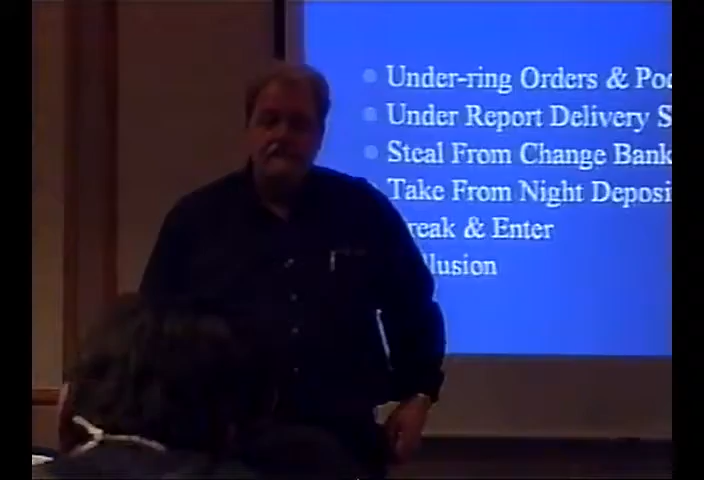 Under-ring Orders & Poc
Under Report Delivery S
Steal From Change Bank
Take From Night Deposi
reak & Enter
llusion